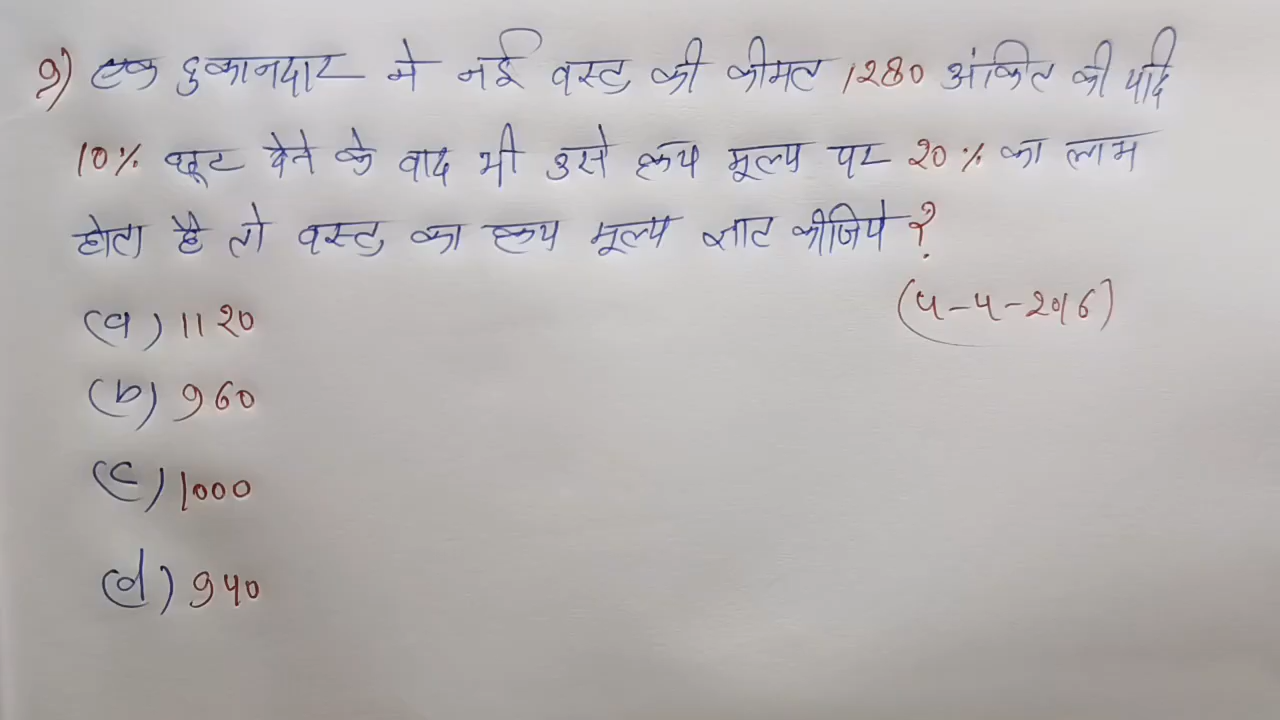 9) एक दुकानदार ने नई वस्तु की कीमत 1280 अंकित की यदि
10% छूट देने के बाद भी उसे क्रय मूल्य पर 20% का लाभ
होता है तो वस्तु का क्रय मूल्य ज्ञात कीजिये ?
(4-4-2016)
(a) 1120
(b) 960
(c) 1000
(d) 940